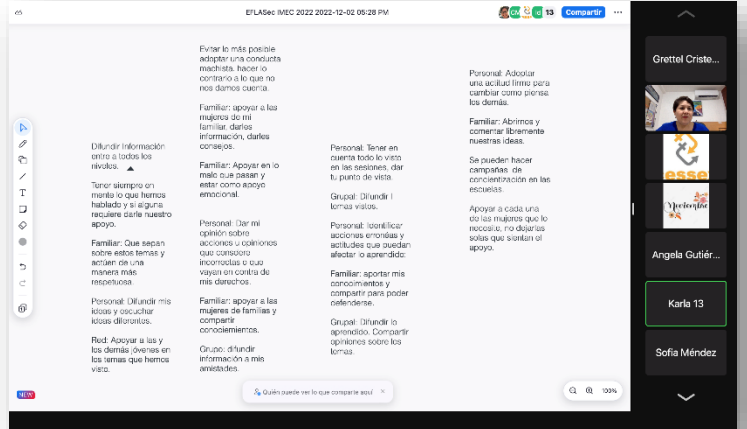 EFLASec IMEC 2022 2022-12-02 05:28 PM
13
Compartir
Difundir Información
entre a todos los
niveles.
Tener siempre en
mente lo que hemos
hablado y si alguna
requiere darle nuestro
apoyo.
Familiar: Que sepan
sobre estos temas y
actúen de una
manera más
respetuosa.
Personal: Difundir mis
ideas y escuchar
ideas diferentes.
Red: Apoyar a las y
los demás jóvenes en
los temas que hemos
visto.
Evitar lo más posible
adoptar una conducta
machista. hacer lo
contrario a lo que no
nos damos cuenta.
Familiar: apoyar a las
mujeres de mi
familiar, darles
información, darles
consejos.
Familiar: Apoyar en lo
malo que pasan y
estar como apoyo
emocional.
Personal: Dar mi
opinión sobre
acciones u opiniones
que considero
incorrectas o que
vayan en contra de
mis derechos.
Familiar: apoyar a las
mujeres de familias y
compartir
conociemientos.
Grupo: difundir
información a mis
amistades.
Personal: Tener en
cuenta todo lo visto
en las sesiones, dar
tu punto de vista.
Grupal: Difundir l
temas vistos.
Personal: Identificar
acciones erronéas y
actitudes que puedan
afectar lo aprendido:
Familiar: aportar mis
conocimientos y
compartir para poder
defenderse.
Grupal: Difundir lo
aprendido. Compartir
opiniones sobre los
temas.
Personal: Adoptar
una actitud firme para
cambiar como piensa
los demás.
Familiar: Abrirnos y
comentar libremente
nuestras ideas.
Se pueden hacer
campañas de
concientización en las
escuelas.
Apoyar a cada una
de las mujeres que lo
necesite, no dejarlas
solas que sientan el
apoyo.
NEW
Quién puede ver lo que comparte aquí
103%
Grettel Criste...
esse
Noviembre
Angela Gutiér...
Karla 13
Sofia Méndez